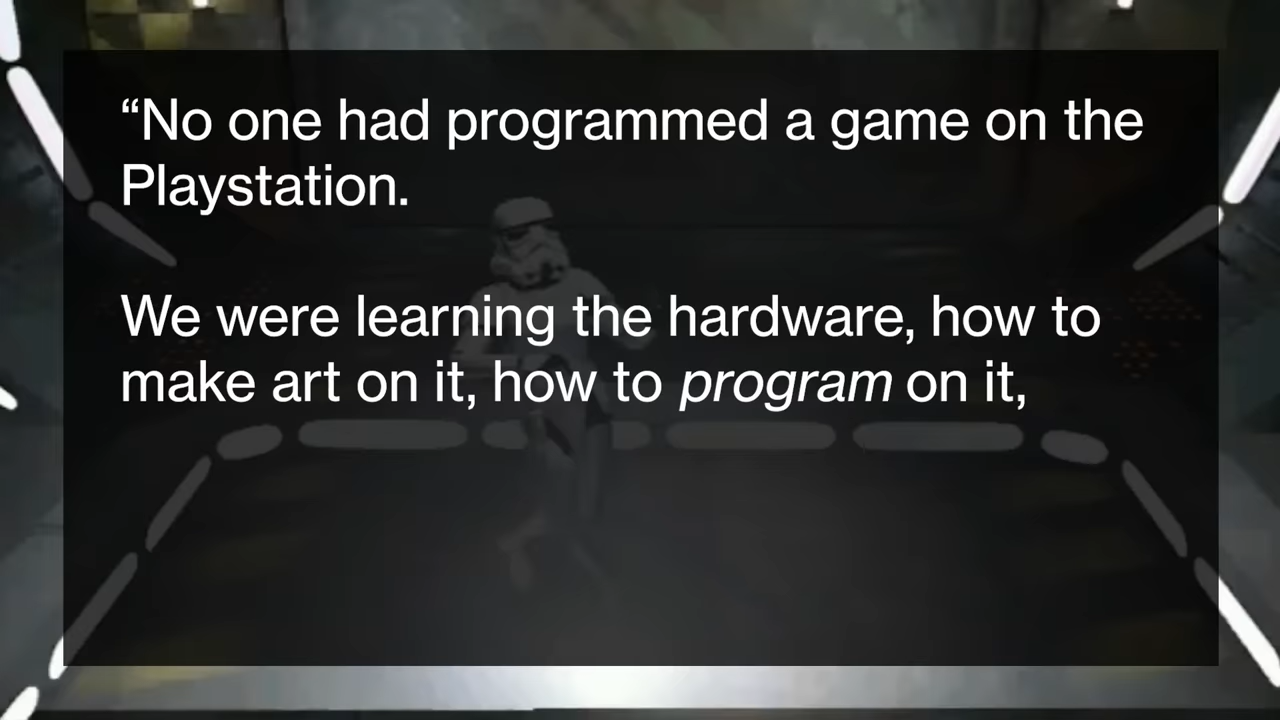 “No one had programmed a game on the
Playstation.
We were learning the hardware, how to
make art on it, how to program on it,